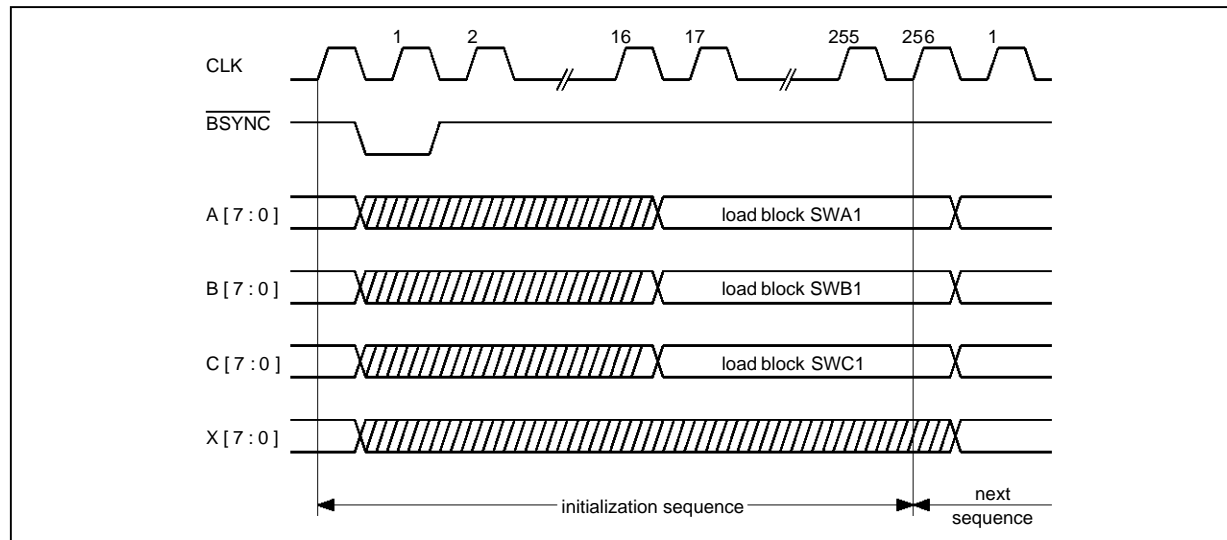 1 2 16 17 255 256 1
CLK
BSYNC
A [ 7 : 0 ] load block SWA1
B [ 7 : 0 ] load block SWB1
C [ 7 : 0 ] load block SWC1
X [ 7 : 0 ]
initialization sequence
next
sequence